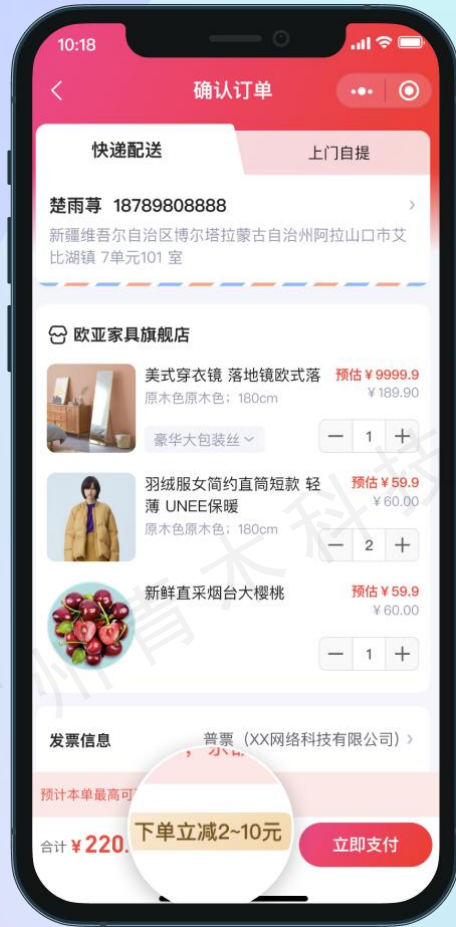 10:18
确认订单
快递配送
上门自提
楚雨荨 18789808888
新疆维吾尔自治区博尔塔拉蒙古自治州阿拉山口市艾
比湖镇 7单元101 室
欧亚家具旗舰店
美式穿衣镜 落地镜欧式落 预估¥9999.9
原木色原木色；180cm ¥189.90
豪华大包装丝 1
羽绒服女简约直筒短款 轻 预估¥59.9
薄 UNEE保暖 ¥60.00
原木色原木色；180cm
2
新鲜直采烟台大樱桃 预估¥59.9
¥60.00
1
发票信息 普票（XX网络科技有限公司）
预计本单最高可
下单立减2~10元
合计 ¥220.
立即支付
州青木科技